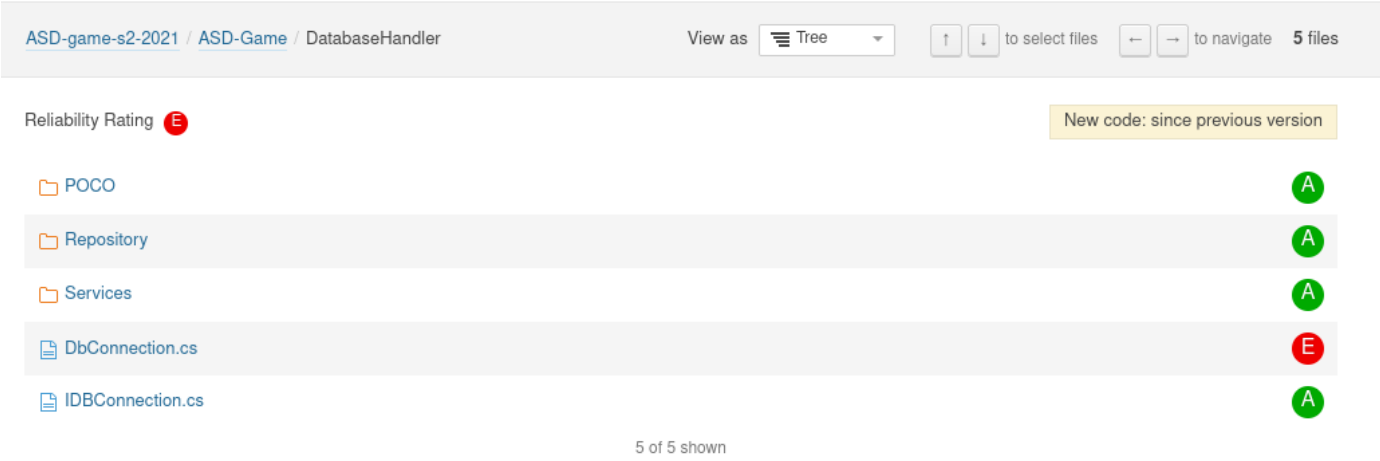 ASD-game-s2-2021 / ASD-Game / DatabaseHandler View as Tree ↑ ↓ to select files ← → to navigate 5 files
Reliability Rating E New code: since previous version
POCO A
Repository A
Services A
DbConnection.cs E
IDBConnection.cs A
5 of 5 shown